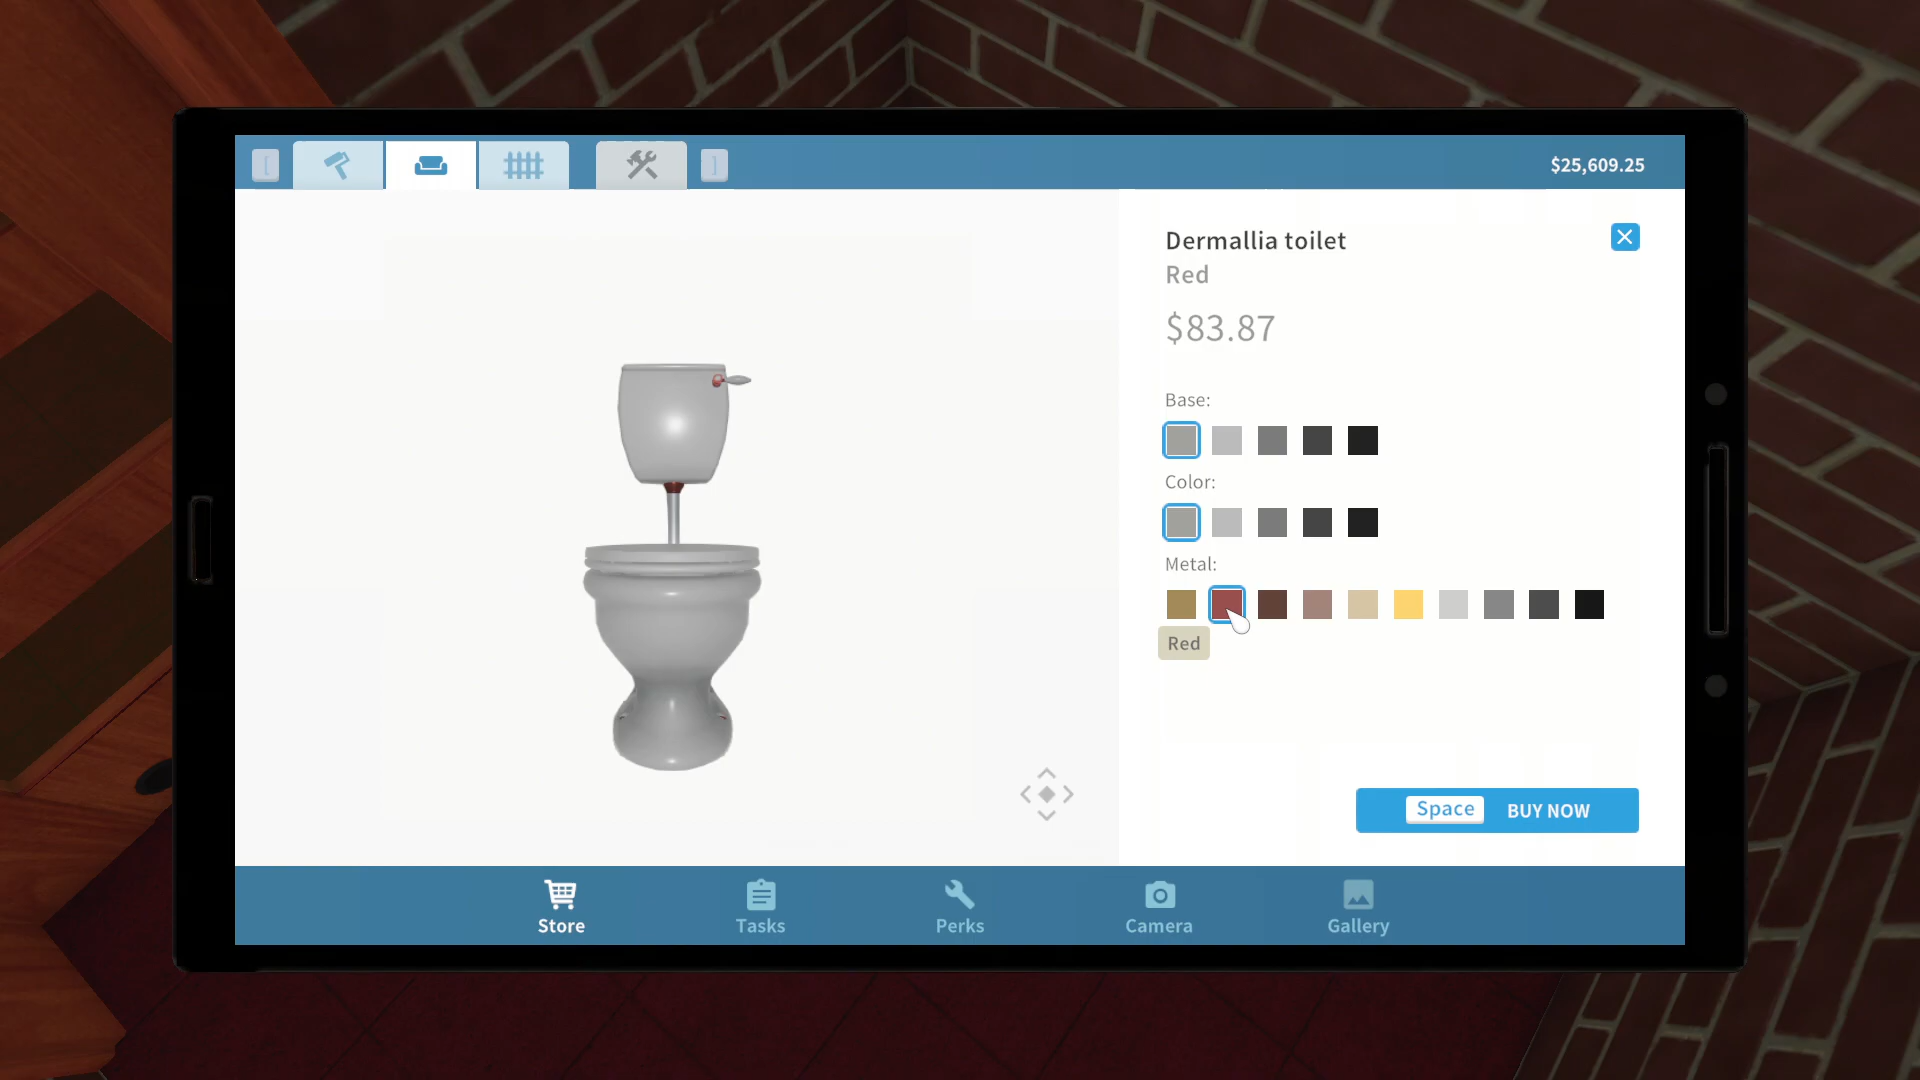 [
]
$25,609.25
Dermallia toilet
Red
$83.87
Base:
Color:
Metal:
Red
Space BUY NOW
Store
Tasks
Perks
Camera
Gallery